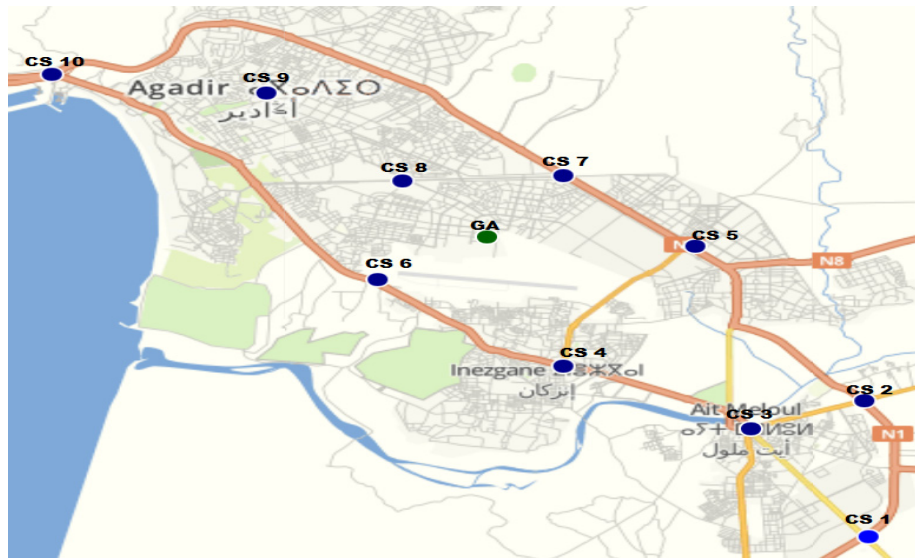 CS 10
CS 9
Agadir
أݣادير
CS 8
CS 7
GA
CS 5
N8
CS 6
CS 4
Inezgane
إنزكان
CS 2
Ait Melloul
CS 3
N1
أيت ملول
CS 1